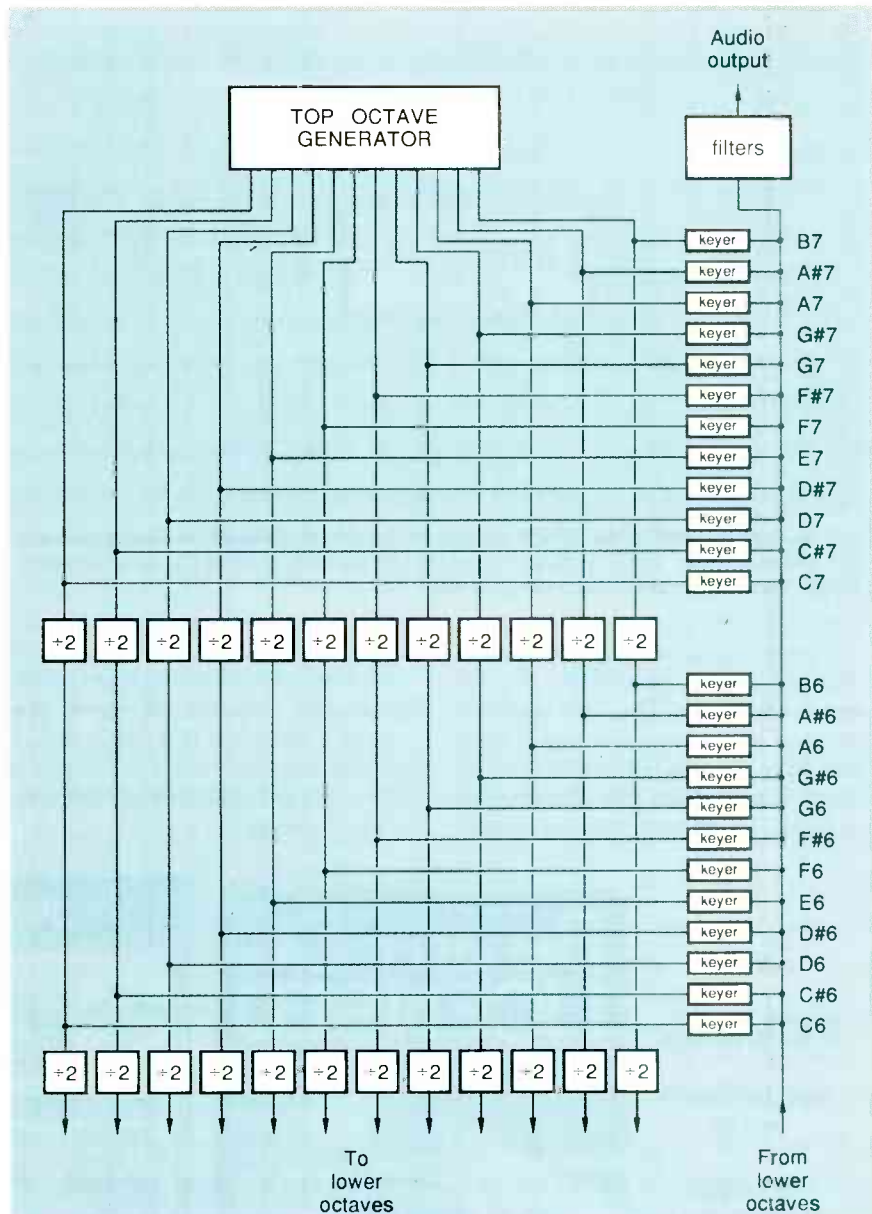 Audio
output
TOP OCTAVE
GENERATOR
filters
keyer B7
keyer A#7
keyer A7
keyer G#7
keyer G7
keyer F#7
keyer F7
keyer E7
keyer D#7
keyer D7
keyer C#7
keyer C7
÷2 ÷2 ÷2 ÷2 ÷2 ÷2 ÷2 ÷2 ÷2 ÷2 ÷2 ÷2
keyer B6
keyer A#6
keyer A6
keyer G#6
keyer G6
keyer F#6
keyer F6
keyer E6
keyer D#6
keyer D6
keyer C#6
keyer C6
÷2 ÷2 ÷2 ÷2 ÷2 ÷2 ÷2 ÷2 ÷2 ÷2 ÷2 ÷2
To
lower
octaves
From
lower
octaves